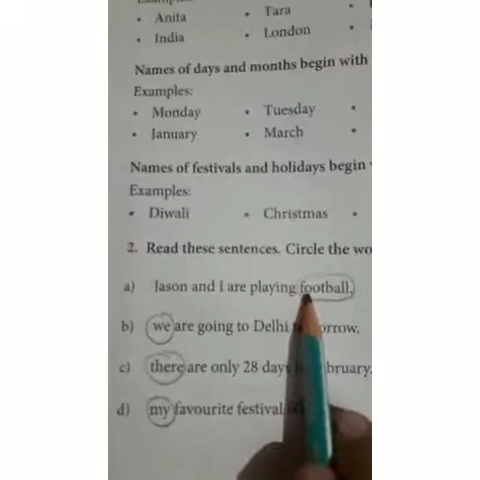 • Anita • Tara •
• India • London •
Names of days and months begin with
Examples:
• Monday • Tuesday •
• January • March •
Names of festivals and holidays begin
Examples:
• Diwali • Christmas •
2. Read these sentences. Circle the wo
a) Jason and I are playing football,
b) we are going to Delhi
c) there are only 28 day
d) my favourite festival